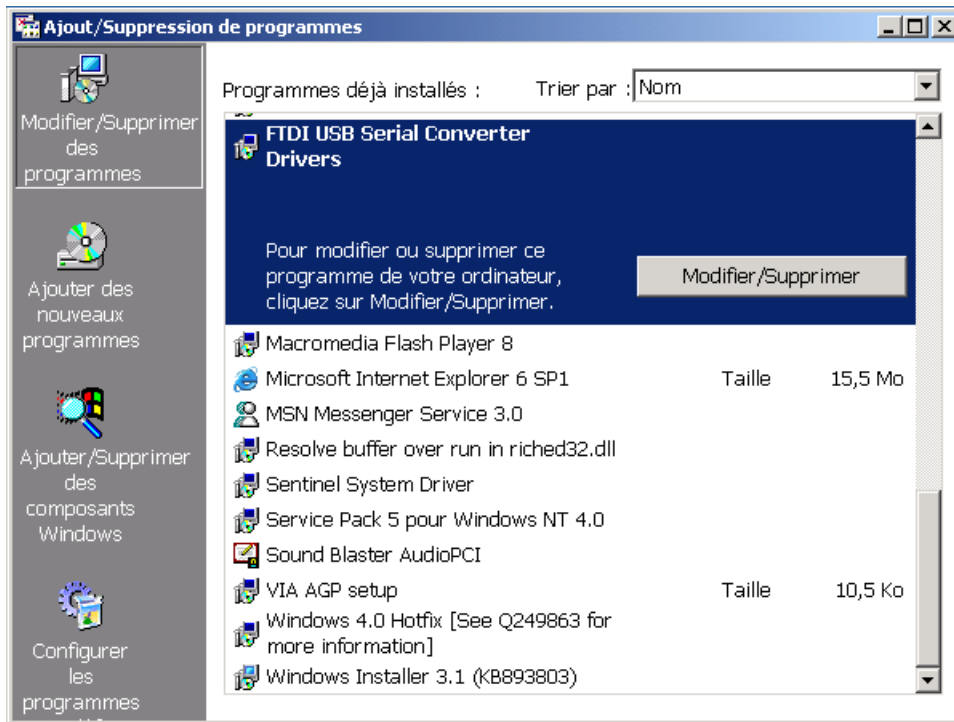 Ajout/Suppression de programmes
Modifier/Supprimer
des
programmes
Ajouter des
nouveaux
programmes
Ajouter/Supprimer
des
composants
Windows
Configurer
les
programmes
Programmes déjà installés :
Trier par :
Nom
FTDI USB Serial Converter
Drivers
Pour modifier ou supprimer ce
programme de votre ordinateur,
cliquez sur Modifier/Supprimer.
Modifier/Supprimer
Macromedia Flash Player 8
Microsoft Internet Explorer 6 SP1 Taille 15,5 Mo
MSN Messenger Service 3.0
Resolve buffer over run in riched32.dll
Sentinel System Driver
Service Pack 5 pour Windows NT 4.0
Sound Blaster AudioPCI
VIA AGP setup Taille 10,5 Ko
Windows 4.0 Hotfix [See Q249863 for
more information]
Windows Installer 3.1 (KB893803)